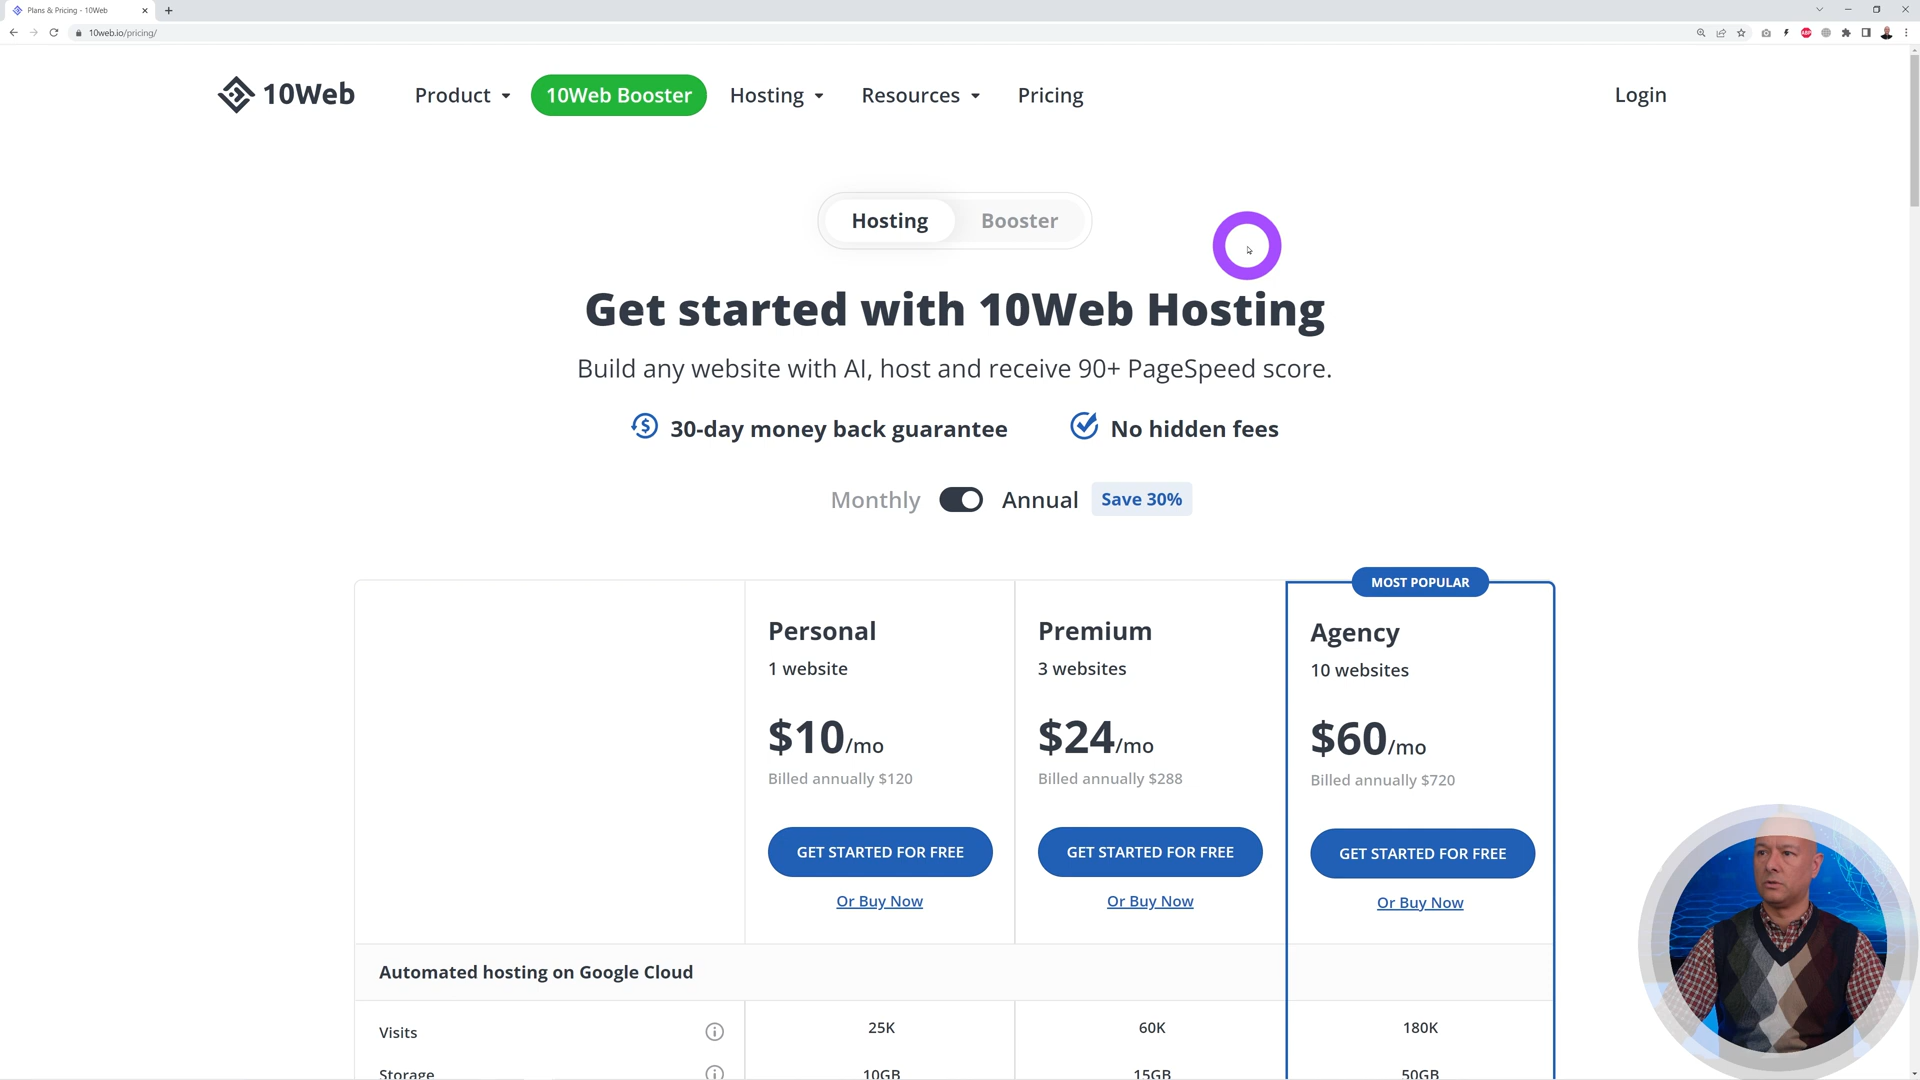 Plans & Pricing - 10Web
10web.io/pricing/
ABP
10Web
Product
10Web Booster
Hosting
Resources
Pricing
Login
Hosting
Booster
Get started with 10Web Hosting
Build any website with AI, host and receive 90+ PageSpeed score.
30-day money back guarantee
No hidden fees
Monthly
Annual
Save 30%
MOST POPULAR
Personal
Premium
Agency
1 website
3 websites
10 websites
$10/mo
$24/mo
$60/mo
Billed annually $120
Billed annually $288
Billed annually $720
GET STARTED FOR FREE
GET STARTED FOR FREE
GET STARTED FOR FREE
Or Buy Now
Or Buy Now
Or Buy Now
Automated hosting on Google Cloud
Visits
25K
60K
180K
Storage
10GB
15GB
50GB